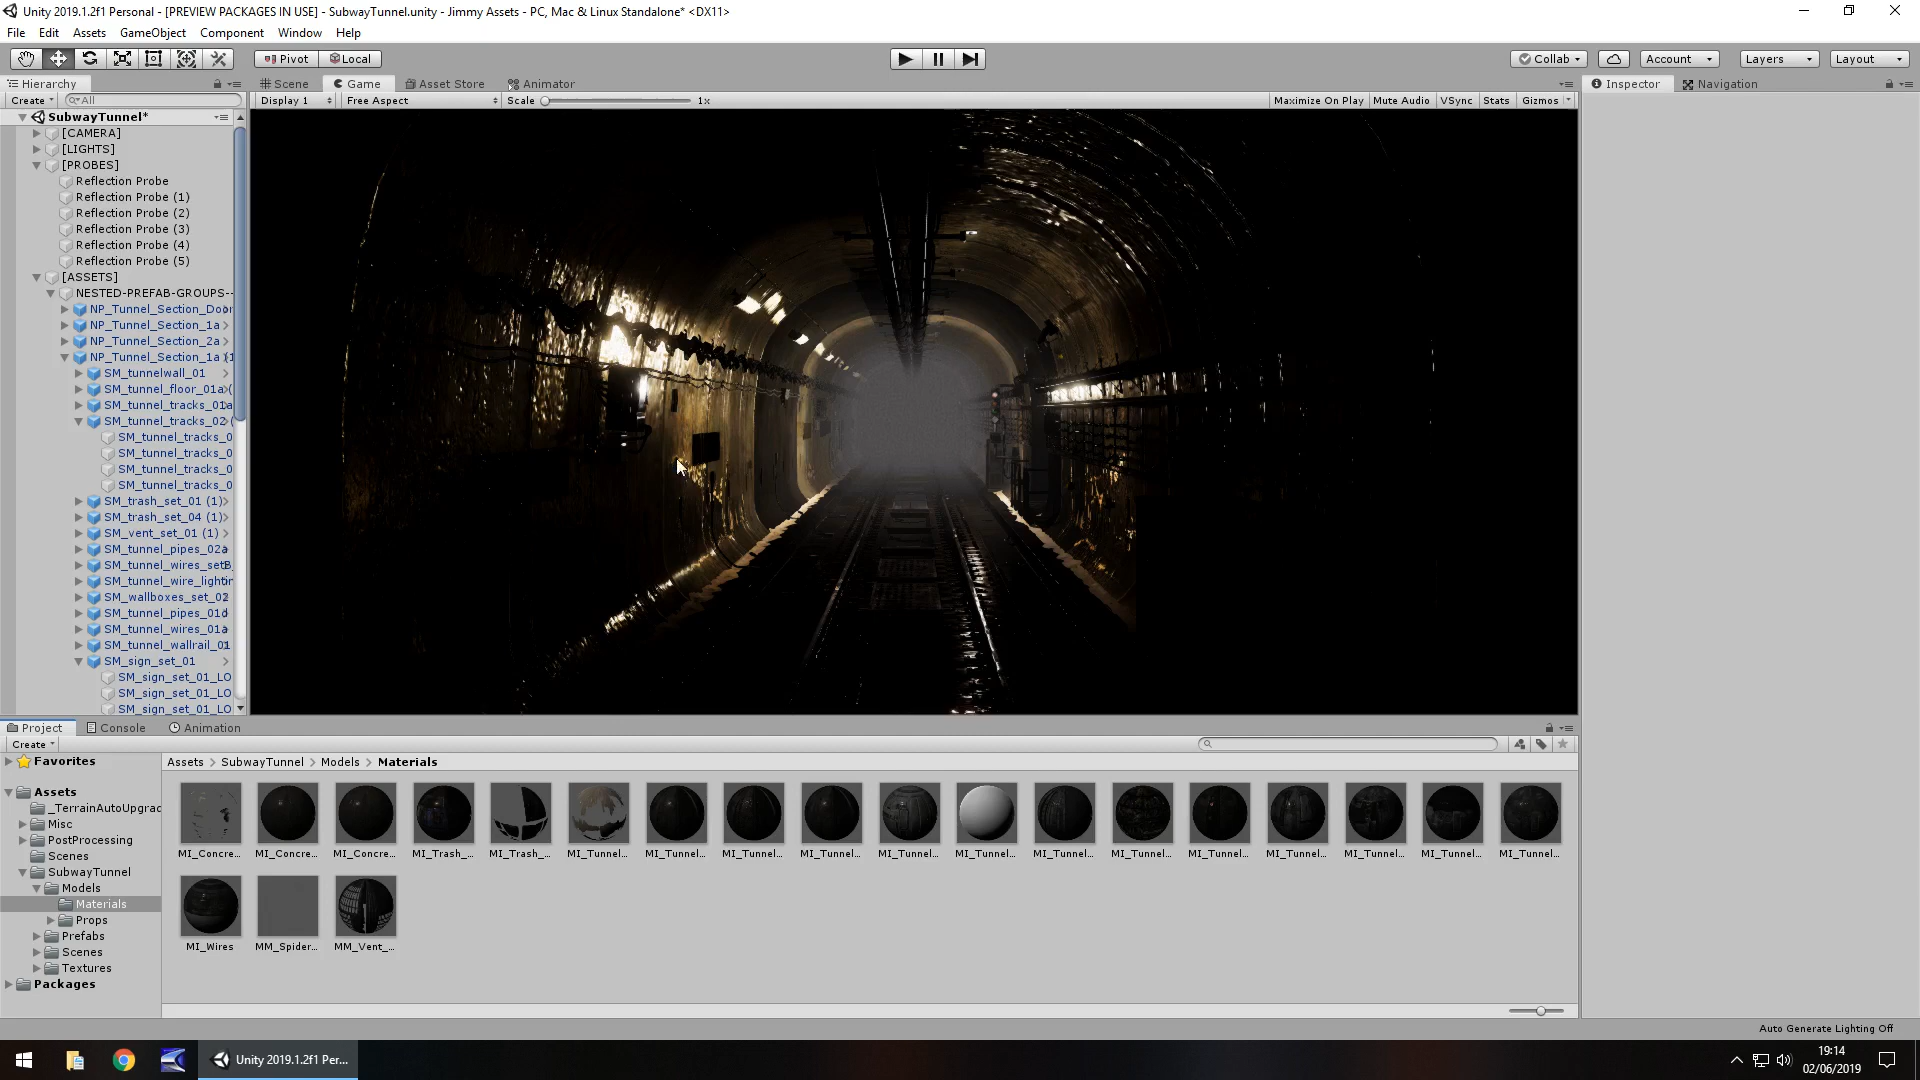 Unity 2019.1.2f1 Personal - [PREVIEW PACKAGES IN USE] - SubwayTunnel.unity - Jimmy Assets - PC, Mac & Linux Standalone* <DX11>
File Edit Assets GameObject Component Window Help
Pivot Local Collab Account Layers Layout
Hierarchy Scene Game Asset Store Animator Inspector Navigation
Create All Display 1 Free Aspect Scale 1x Maximize On Play Mute Audio VSync Stats Gizmos
SubwayTunnel*
[CAMERA]
[LIGHTS]
[PROBES]
Reflection Probe
Reflection Probe (1)
Reflection Probe (2)
Reflection Probe (3)
Reflection Probe (4)
Reflection Probe (5)
[ASSETS]
NESTED-PREFAB-GROUPS--
NP_Tunnel_Section_Door
NP_Tunnel_Section_1a
NP_Tunnel_Section_2a
NP_Tunnel_Section_1a (1
SM_tunnelwall_01
SM_tunnel_floor_01a (
SM_tunnel_tracks_01a
SM_tunnel_tracks_02 (
SM_tunnel_tracks_0
SM_tunnel_tracks_0
SM_tunnel_tracks_0
SM_tunnel_tracks_0
SM_trash_set_01 (1)
SM_trash_set_04 (1)
SM_vent_set_01 (1)
SM_tunnel_pipes_02a
SM_tunnel_wires_setB_
SM_tunnel_wire_lightin
SM_wallboxes_set_02
SM_tunnel_pipes_01d
SM_tunnel_wires_01a
SM_tunnel_wallrail_01
SM_sign_set_01
SM_sign_set_01_LO
SM_sign_set_01_LO
SM_sign_set_01_LO
Project Console Animation
Create
Favorites
Assets
_TerrainAutoUpgrad
Misc
PostProcessing
Scenes
SubwayTunnel
Models
Materials
Props
Prefabs
Scenes
Textures
Packages
Assets > SubwayTunnel > Models > Materials
MI_Concre... MI_Concre... MI_Concre... MI_Trash_... MI_Trash_... MI_Tunnel... MI_Tunnel... MI_Tunnel... MI_Tunnel... MI_Tunnel... MI_Tunnel... MI_Tunnel... MI_Tunnel... MI_Tunnel... MI_Tunnel... MI_Tunnel... MI_Tunnel... MI_Tunnel...
MI_Wires MM_Spider... MM_Vent_...
Auto Generate Lighting Off
Unity 2019.1.2f1 Per...
19:14
02/06/2019